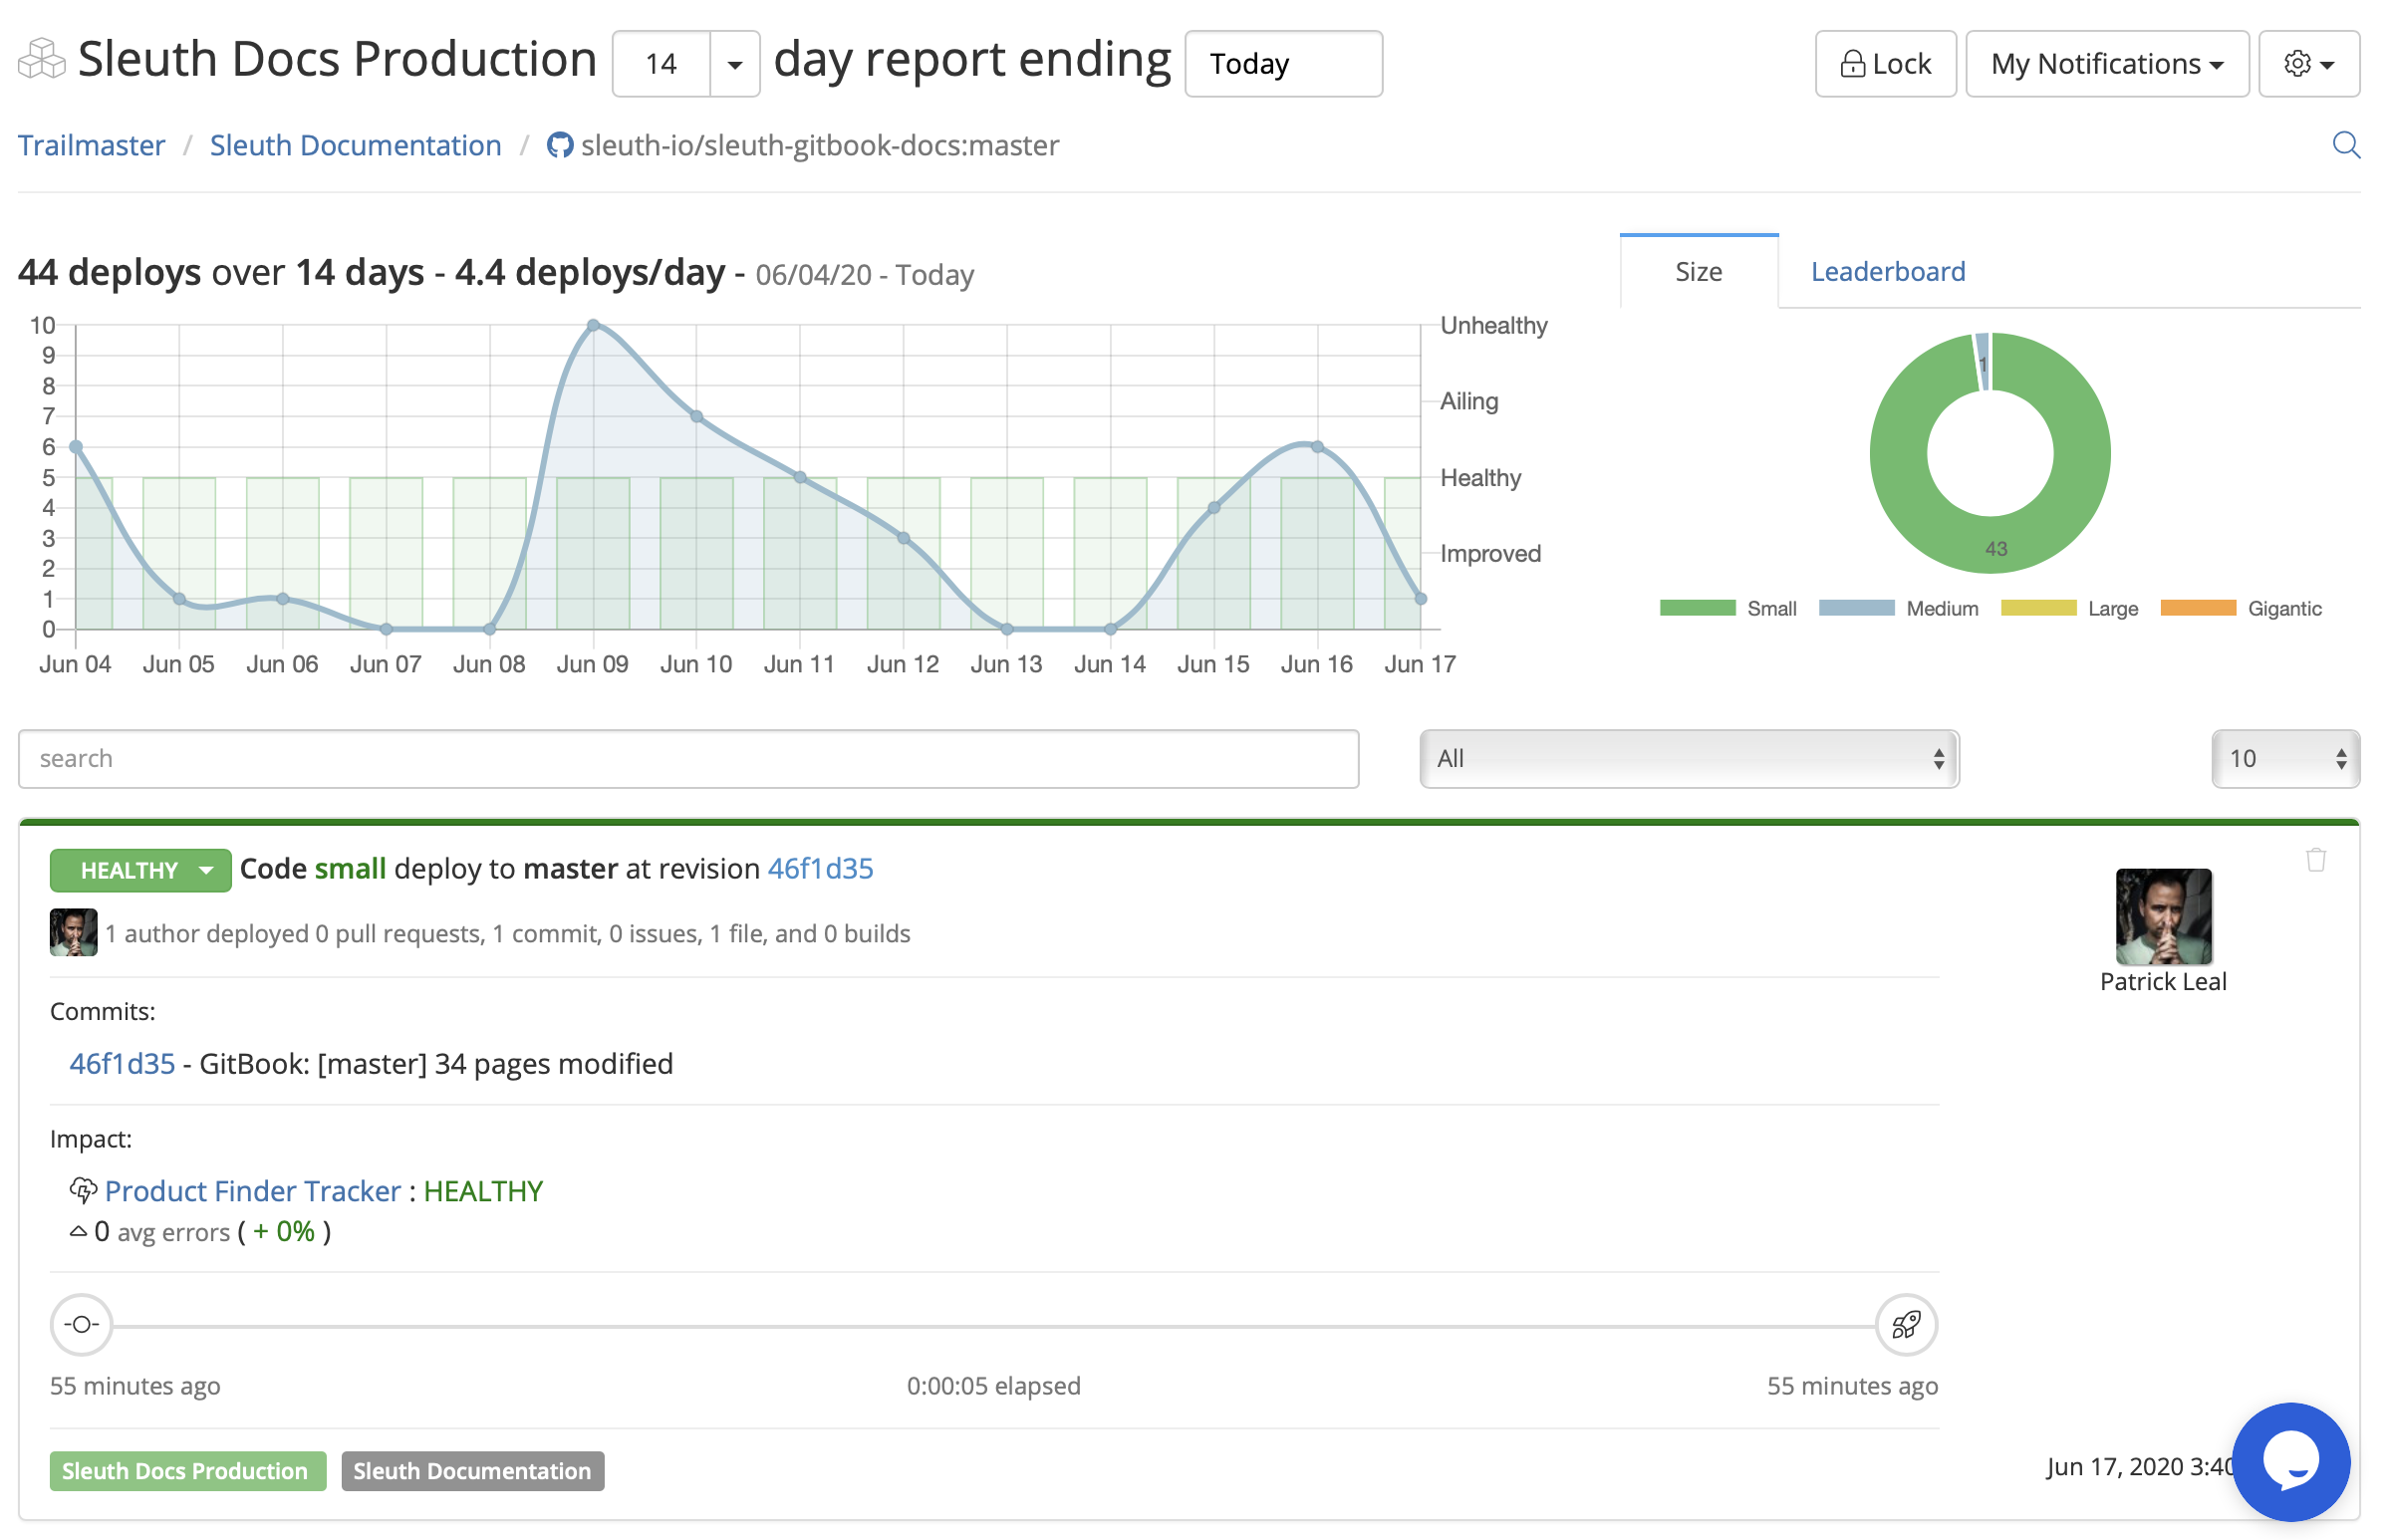 Sleuth Docs Production 14 day report ending Today Lock My Notifications
Trailmaster / Sleuth Documentation / sleuth-io/sleuth-gitbook-docs:master
44 deploys over 14 days - 4.4 deploys/day - 06/04/20 - Today
Size Leaderboard
10
9
8
7
6
5
4
3
2
1
0
Unhealthy
Ailing
Healthy
Improved
Jun 04 Jun 05 Jun 06 Jun 07 Jun 08 Jun 09 Jun 10 Jun 11 Jun 12 Jun 13 Jun 14 Jun 15 Jun 16 Jun 17
1
43
Small Medium Large Gigantic
search All 10
HEALTHY Code small deploy to master at revision 46f1d35
1 author deployed 0 pull requests, 1 commit, 0 issues, 1 file, and 0 builds
Patrick Leal
Commits:
46f1d35 - GitBook: [master] 34 pages modified
Impact:
Product Finder Tracker : HEALTHY
0 avg errors ( + 0% )
55 minutes ago 0:00:05 elapsed 55 minutes ago
Sleuth Docs Production Sleuth Documentation Jun 17, 2020 3:40